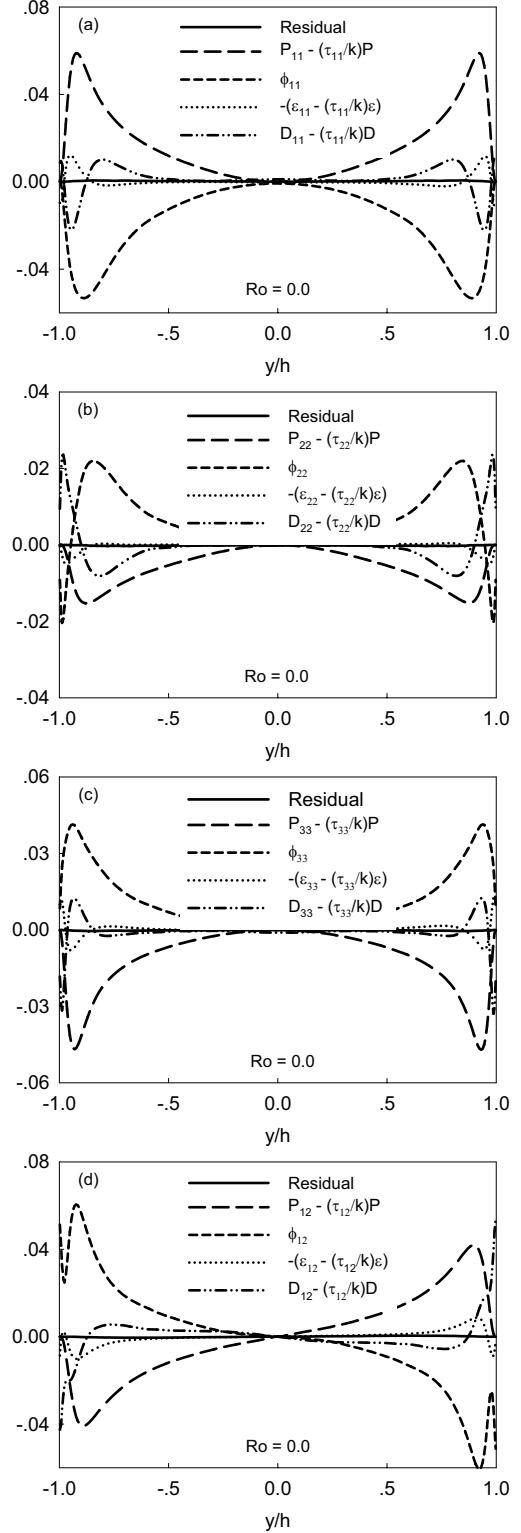 .08
(a)
Residual
P11 - (τ11/k)P
ϕ11
-(ε11 - (τ11/k)ε)
D11 - (τ11/k)D
.04
0.00
-.04
Ro = 0.0
-1.0 -.5 0.0 .5 1.0
y/h
.04
(b)
Residual
P22 - (τ22/k)P
ϕ22
-(ε22 - (τ22/k)ε)
D22 - (τ22/k)D
.02
0.00
-.02
-.04
Ro = 0.0
-1.0 -.5 0.0 .5 1.0
y/h
.06
(c)
Residual
P33 - (τ33/k)P
ϕ33
-(ε33 - (τ33/k)ε)
D33 - (τ33/k)D
.03
0.00
-.03
-.06
Ro = 0.0
-1.0 -.5 0.0 .5 1.0
y/h
.08
(d)
Residual
P12 - (τ12/k)P
ϕ12
-(ε12 - (τ12/k)ε)
D12 - (τ12/k)D
.04
0.00
-.04
Ro = 0.0
-1.0 -.5 0.0 .5 1.0
y/h